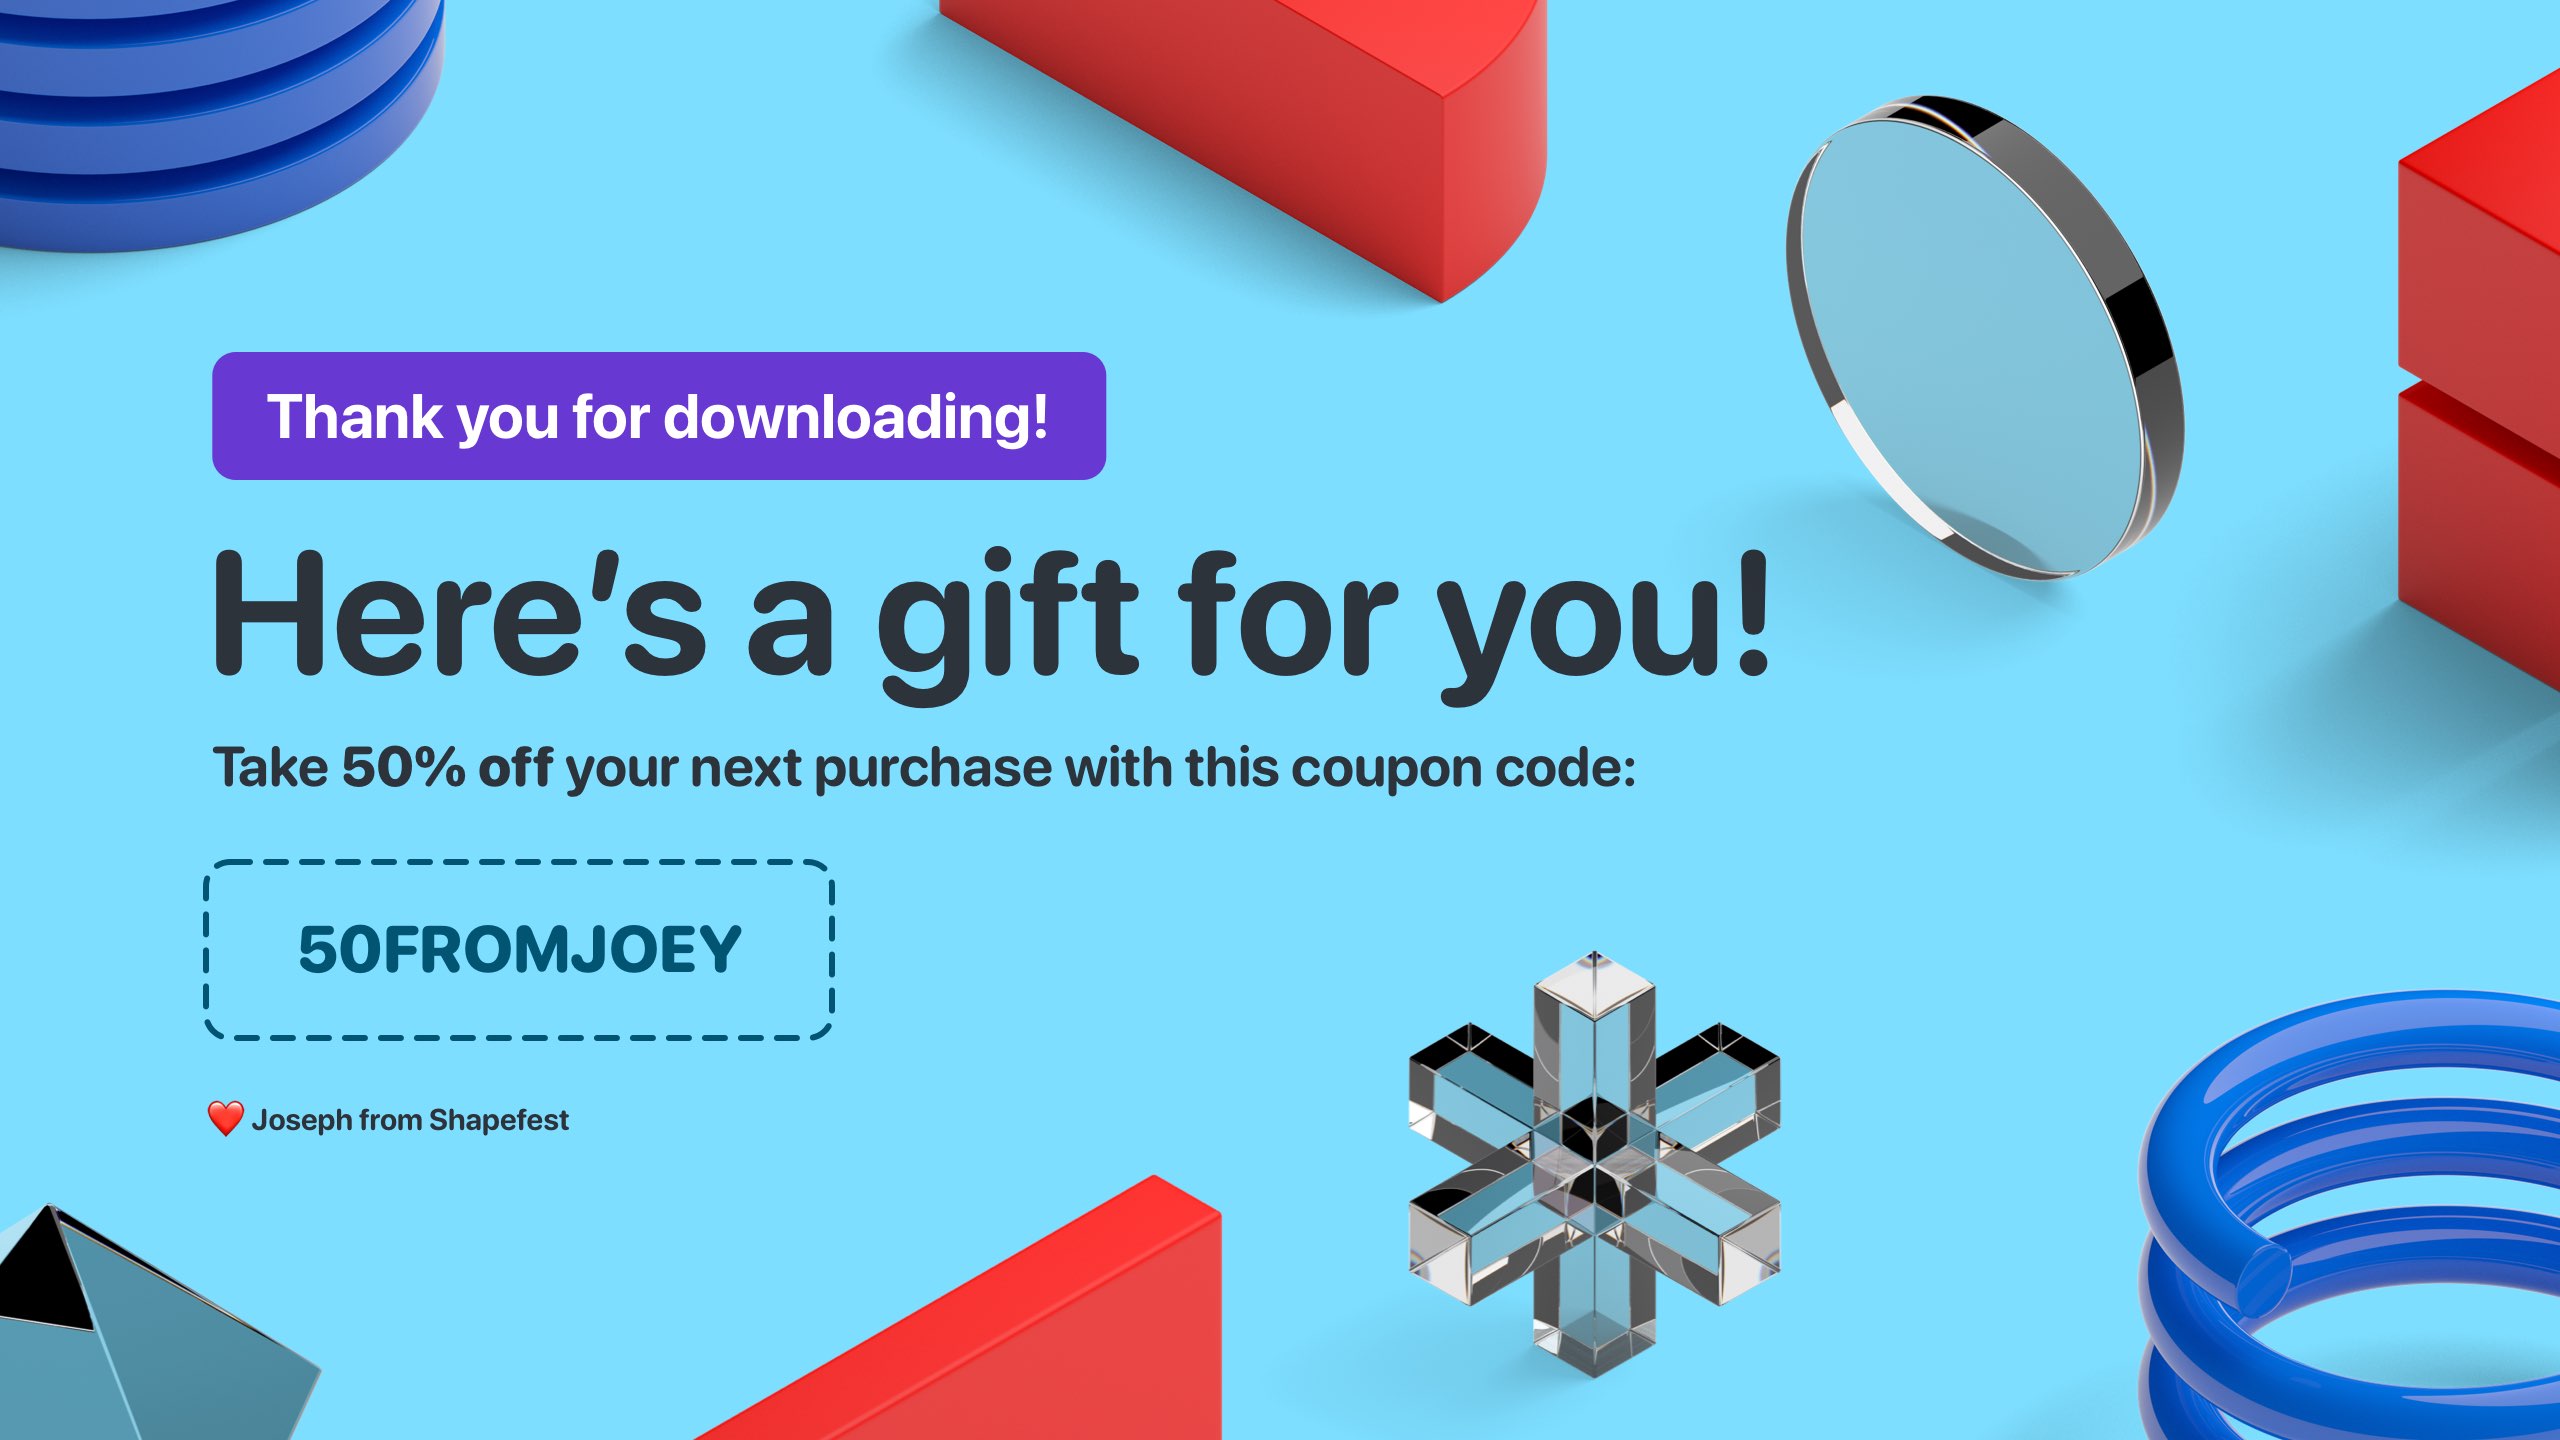 Thank you for downloading!
Here's a gift for you!
Take 50% off your next purchase with this coupon code:
50FROMJOEY
❤️ Joseph from Shapefest